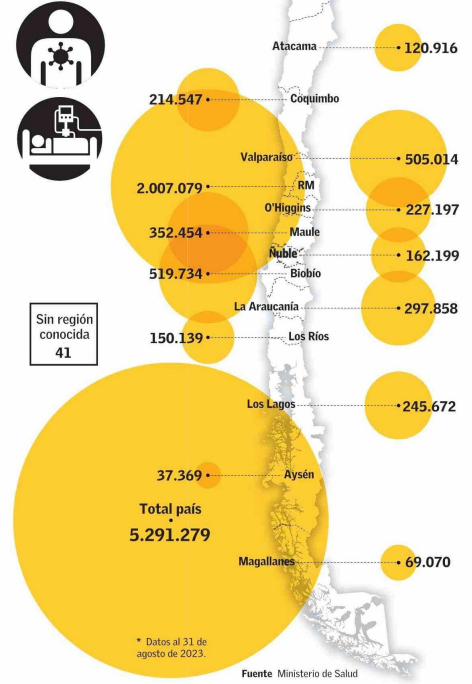 Atacama
120.916
214.547
Coquimbo
Valparaíso
505.014
2.007.079
RM
O'Higgins
227.197
352.454
Maule
Ñuble
162.199
519.734
Biobío
La Araucanía
297.858
Sin región
conocida
41
150.139
Los Ríos
Los Lagos
245.672
37.369
Aysén
Total país
5.291.279
Magallanes
69.070
* Datos al 31 de
agosto de 2023.
Fuente Ministerio de Salud